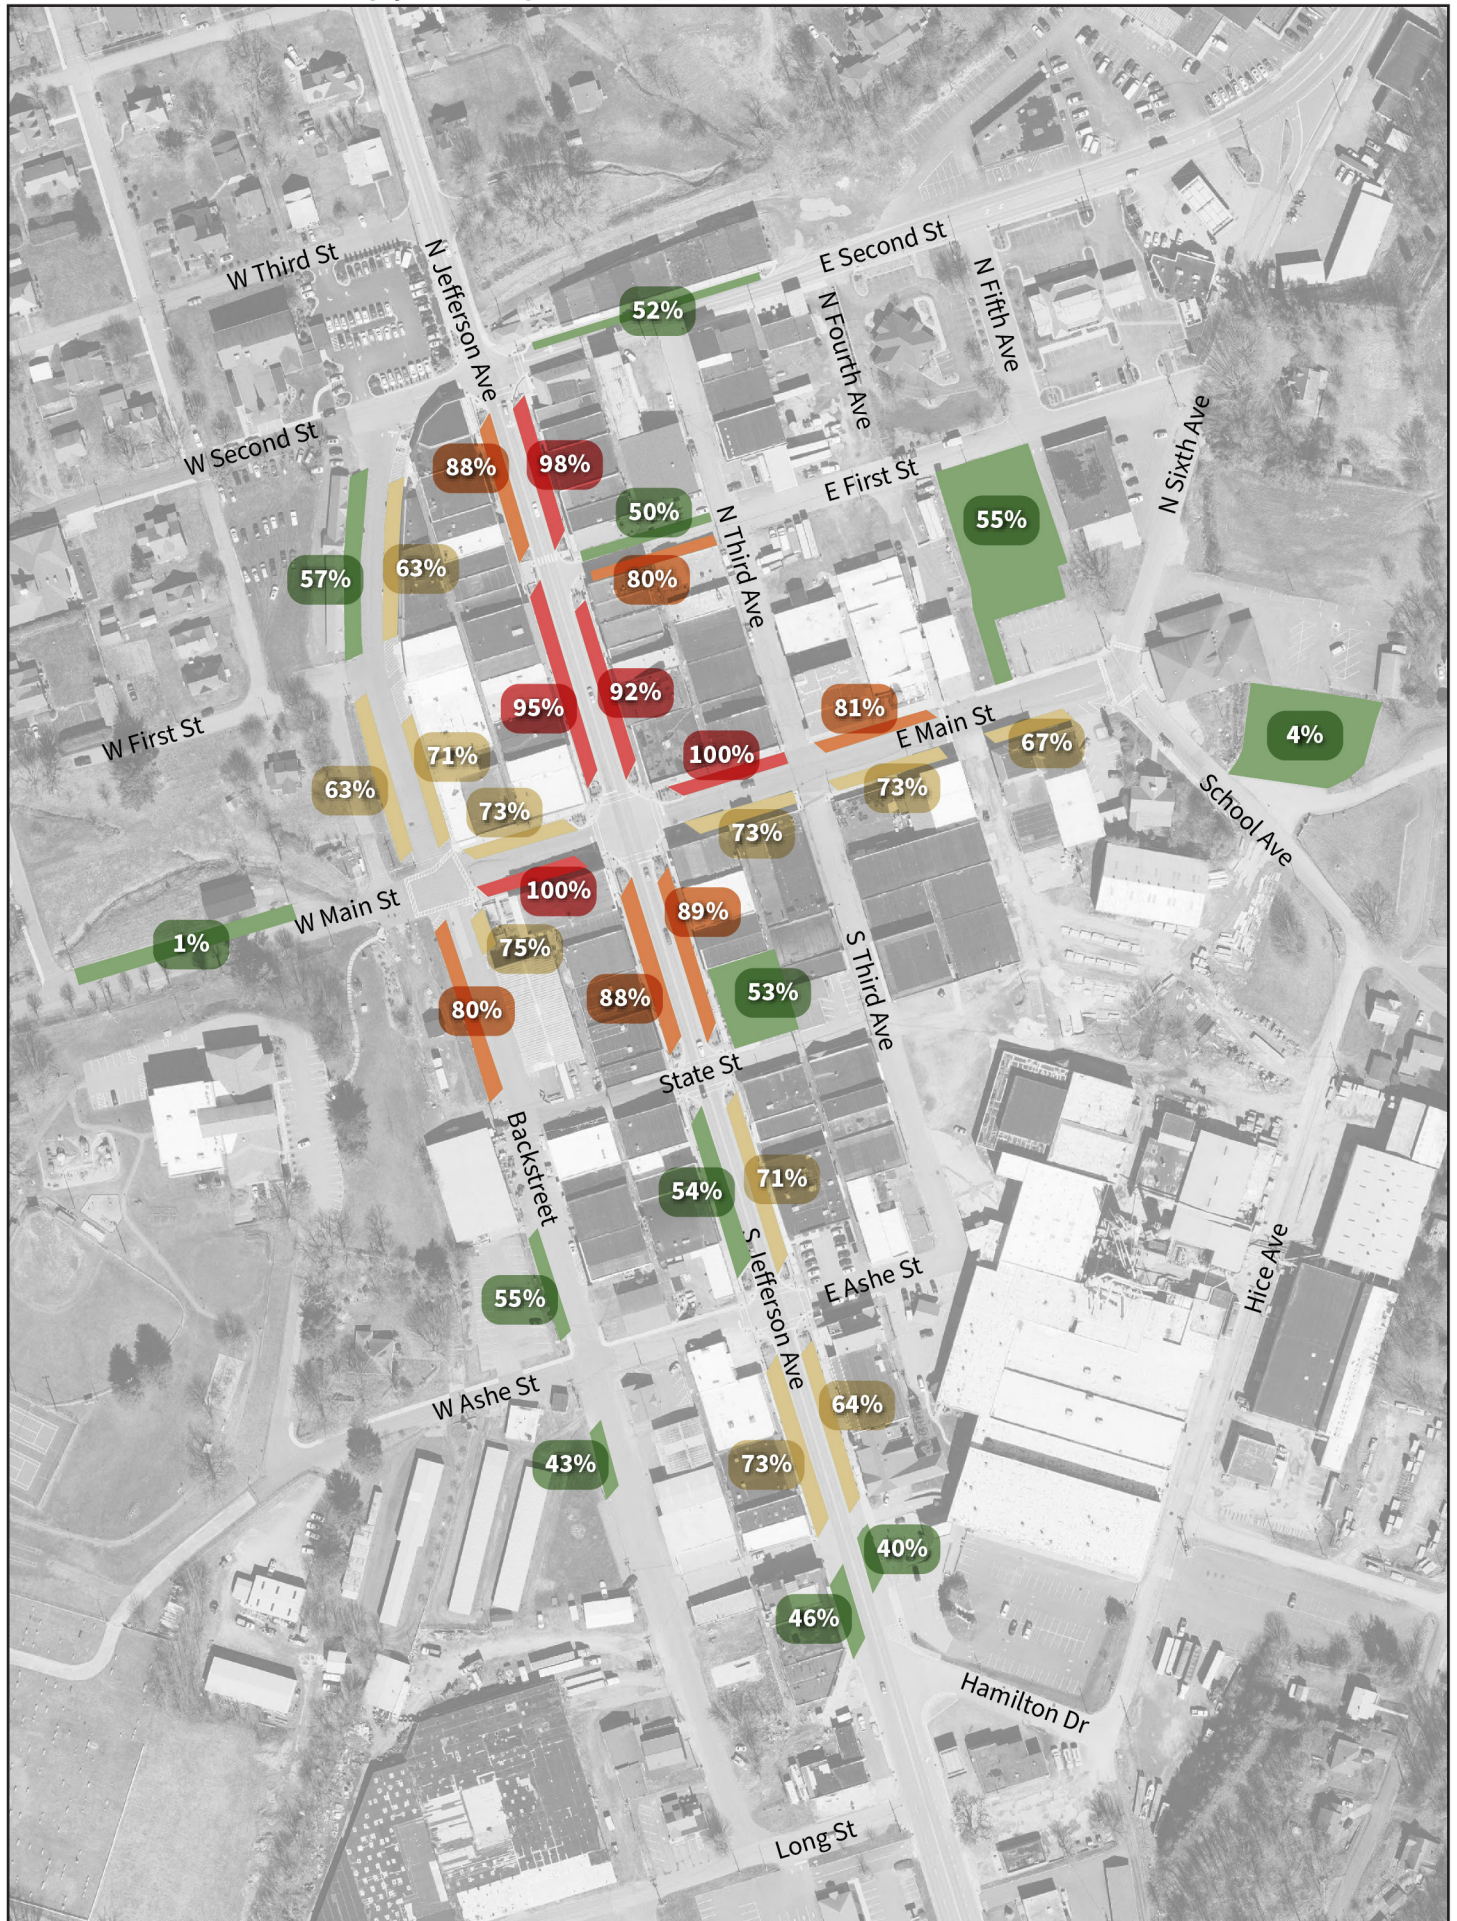 W Third St
N Jefferson Ave
E Second St
N Fifth Ave
N Fourth Ave
52%
W Second St
88%
98%
E First St
N Sixth Ave
50%
55%
57%
63%
80%
N Third Ave
W First St
95%
92%
81%
E Main St
4%
67%
71%
100%
63%
73%
73%
73%
School Ave
100%
W Main St
89%
1%
75%
53%
S Third Ave
80%
88%
State St
Backstreet
54%
71%
55%
S Jefferson Ave
E Ashe St
Hice Ave
W Ashe St
64%
43%
73%
40%
46%
Hamilton Dr
Long St